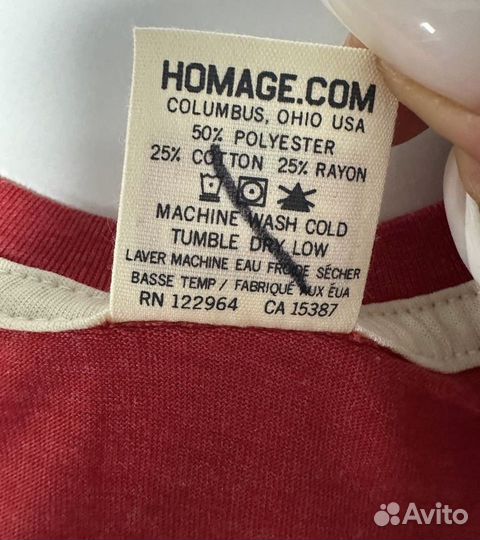 HOMAGE.COM
COLUMBUS, OHIO USA
50% POLYESTER
25% COTTON 25% RAYON
MACHINE WASH COLD
TUMBLE DRY LOW
LAVER MACHINE EAU FROIDE SÉCHER
BASSE TEMP / FABRIQUÉ AUX ÉUA
RN 122964 CA 15387
Avito